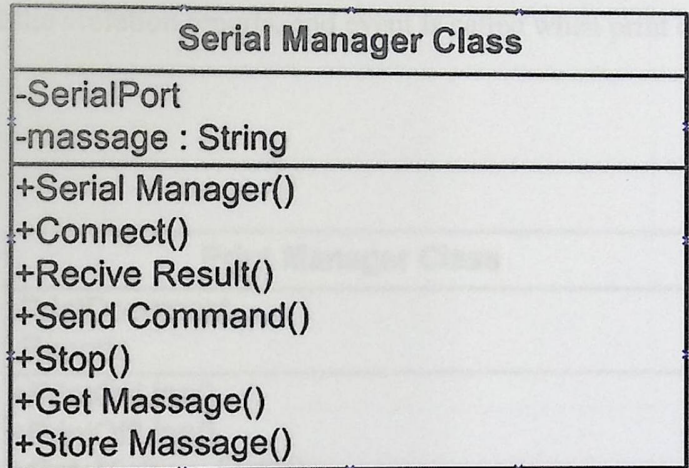 Serial Manager Class
-SerialPort
-massage : String
+Serial Manager()
+Connect()
+Recive Result()
+Send Command()
+Stop()
+Get Massage()
+Store Massage()